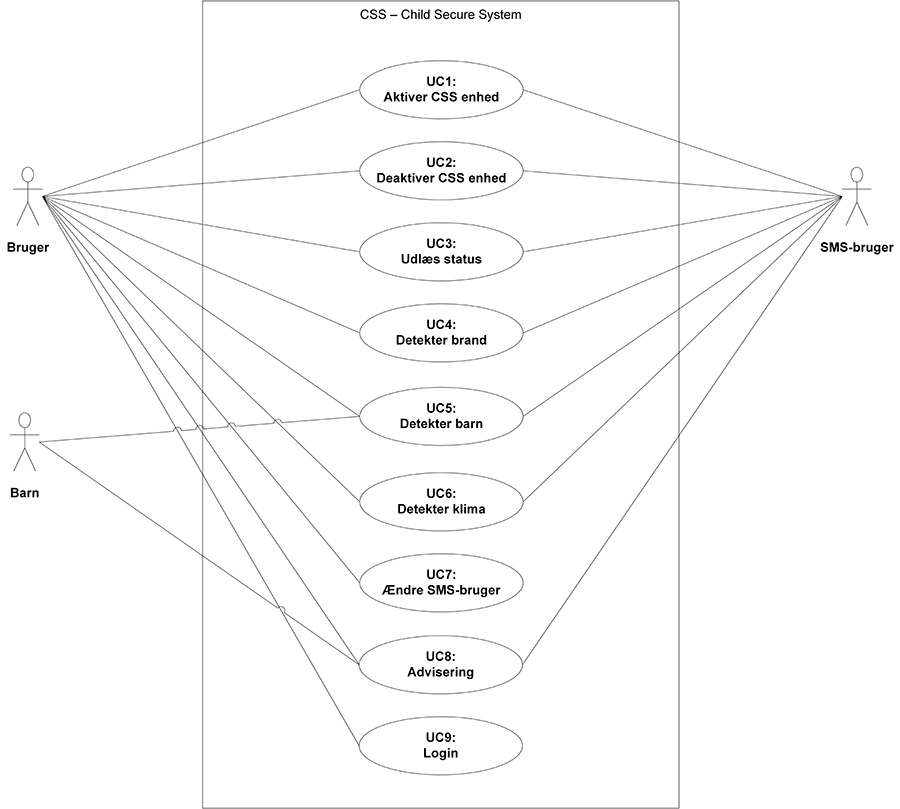 CSS – Child Secure System
UC1:
Aktiver CSS enhed
UC2:
Deaktiver CSS enhed
Bruger
SMS-bruger
UC3:
Udlæs status
UC4:
Detekter brand
UC5:
Detekter barn
Barn
UC6:
Detekter klima
UC7:
Ændre SMS-bruger
UC8:
Advisering
UC9:
Login